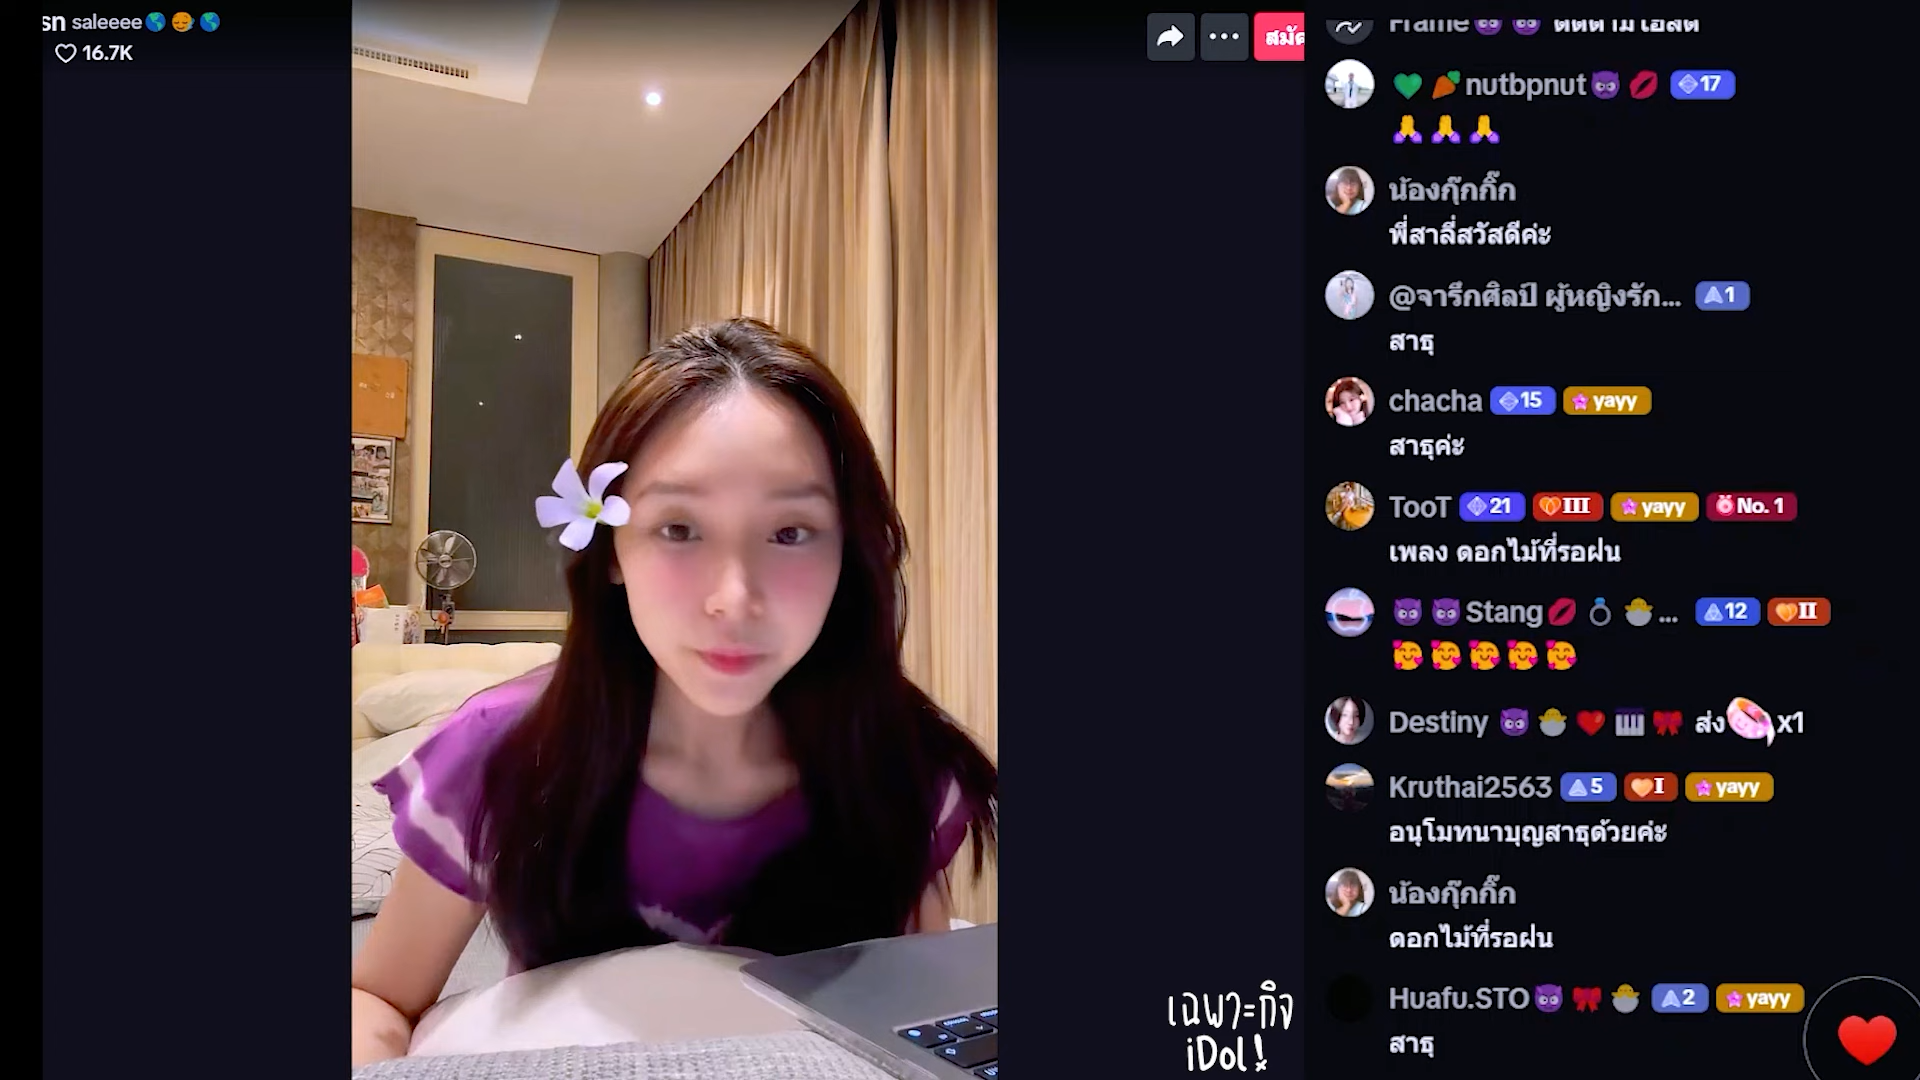 sn saleeee
16.7K
สมัค
Frame
nutbpnut 17
น้องกุ๊กกิ๊ก
พี่สาลี่สวัสดีค่ะ
@จารึกศิลป์ ผู้หญิงรัก... 1
สาธุ
chacha 15 yayy
สาธุค่ะ
TooT 21 III yayy No. 1
เพลง ดอกไม้ที่รอฝน
Stang ... 12 II
Destiny ส่ง x1
Kruthai2563 5 I yayy
อนุโมทนาบุญสาธุด้วยค่ะ
น้องกุ๊กกิ๊ก
ดอกไม้ที่รอฝน
Huafu.STO 2 yayy
สาธุ
เฉพาะกิจ
iDol!